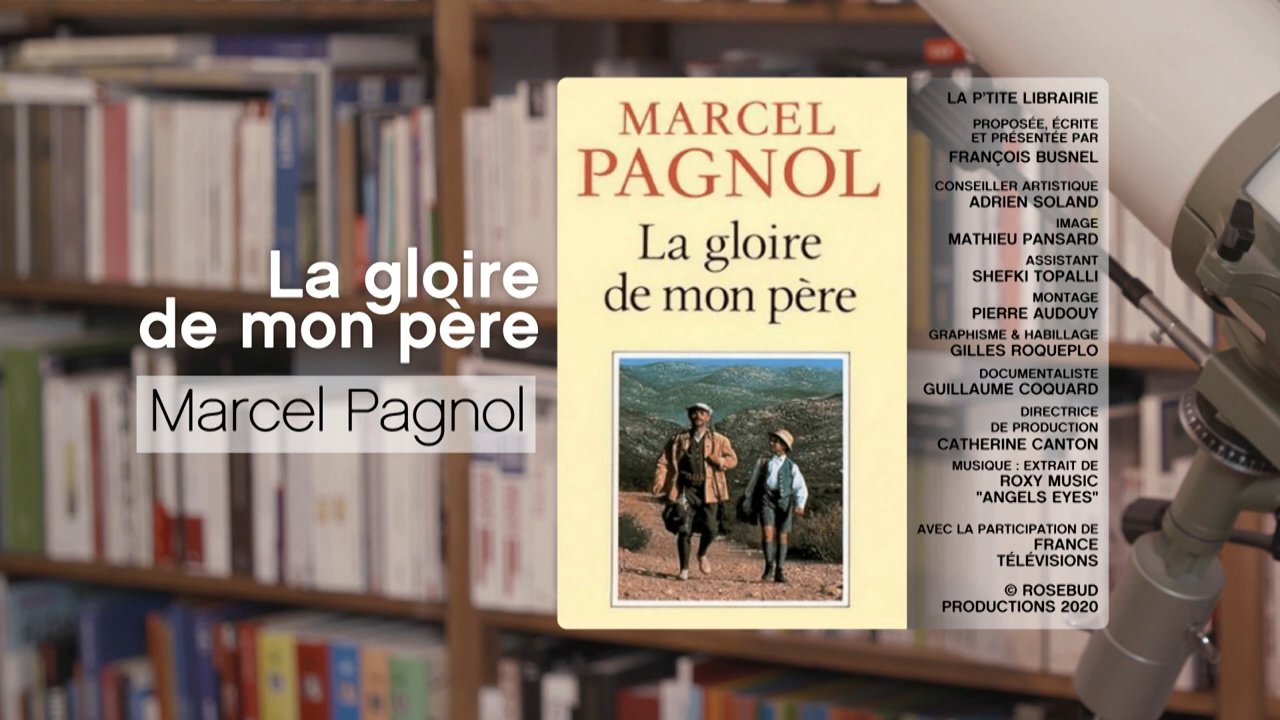 La gloire
de mon père
Marcel Pagnol
MARCEL
PAGNOL
La gloire
de mon père
LA P'TITE LIBRAIRIE
PROPOSÉE, ÉCRITE
ET PRÉSENTÉE PAR
FRANÇOIS BUSNEL
CONSEILLER ARTISTIQUE
ADRIEN SOLAND
IMAGE
MATHIEU PANSARD
ASSISTANT
SHEFKI TOPALLI
MONTAGE
PIERRE AUDOUY
GRAPHISME & HABILLAGE
GILLES ROQUEPLO
DOCUMENTALISTE
GUILLAUME COQUARD
DIRECTRICE
DE PRODUCTION
CATHERINE CANTON
MUSIQUE : EXTRAIT DE
ROXY MUSIC
"ANGELS EYES"
AVEC LA PARTICIPATION DE
FRANCE
TÉLÉVISIONS
© ROSEBUD
PRODUCTIONS 2020